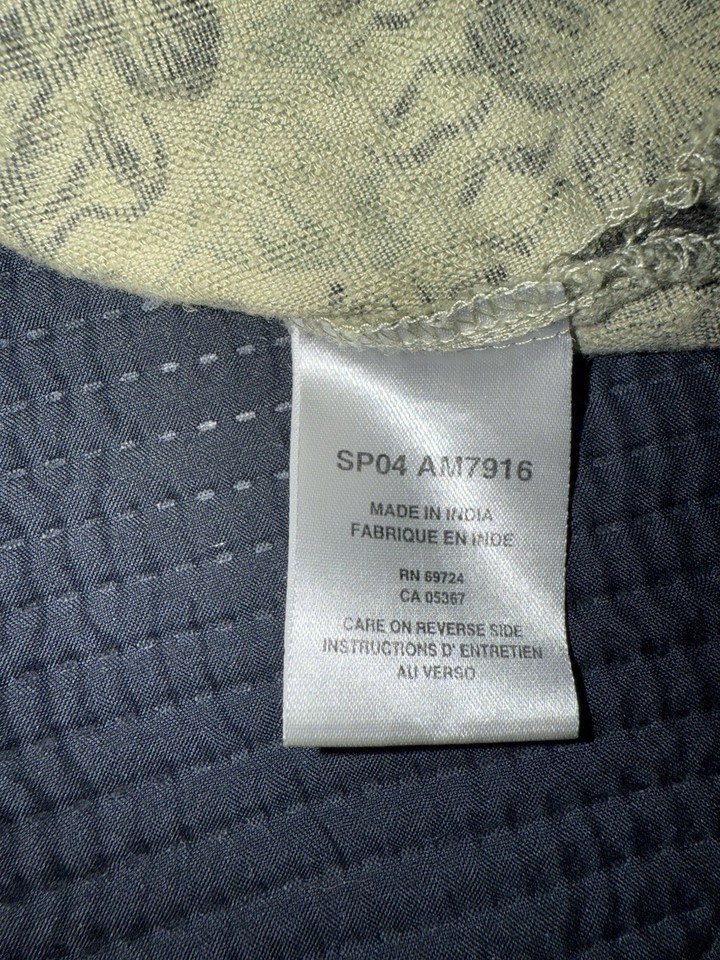 SP04 AM7916
MADE IN INDIA
FABRIQUE EN INDE
RN 69724
CA 05367
CARE ON REVERSE SIDE
INSTRUCTIONS D' ENTRETIEN
AU VERSO